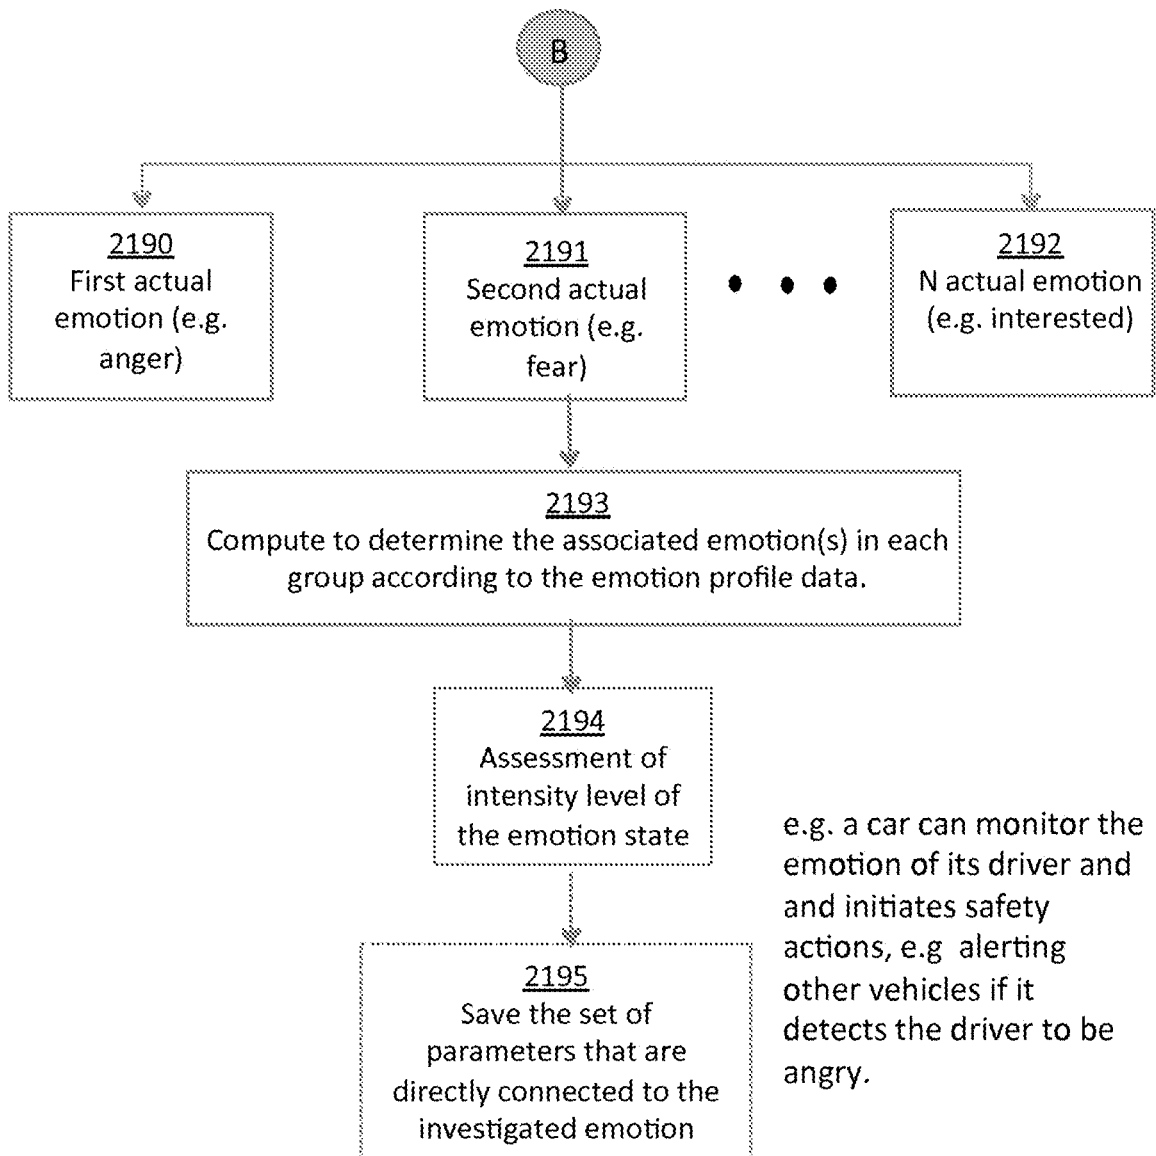 B
2190
First actual
emotion (e.g.
anger)
2191
Second actual
emotion (e.g.
fear)
2192
N actual emotion
(e.g. interested)
2193
Compute to determine the associated emotion(s) in each
group according to the emotion profile data.
2194
Assessment of
intensity level of
the emotion state
e.g. a car can monitor the
emotion of its driver and
and initiates safety
actions, e.g alerting
other vehicles if it
detects the driver to be
angry.
2195
Save the set of
parameters that are
directly connected to the
investigated emotion